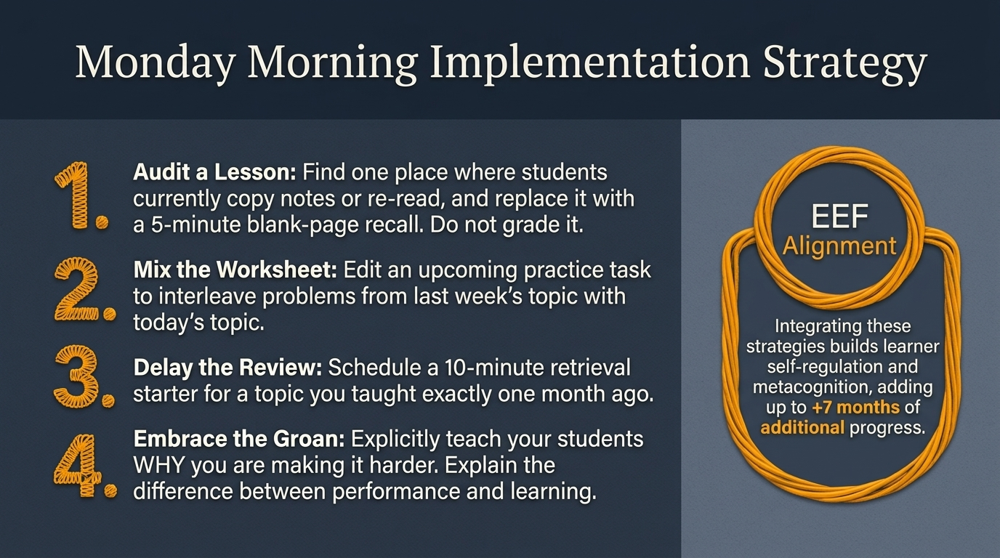 Monday Morning Implementation Strategy
1. Audit a Lesson: Find one place where students
currently copy notes or re-read, and replace it with
a 5-minute blank-page recall. Do not grade it.
2. Mix the Worksheet: Edit an upcoming practice task
to interleave problems from last week’s topic with
today’s topic.
3. Delay the Review: Schedule a 10-minute retrieval
starter for a topic you taught exactly one month ago.
4. Embrace the Groan: Explicitly teach your students
WHY you are making it harder. Explain the
difference between performance and learning.
EEF
Alignment
Integrating these
strategies builds learner
self-regulation and
metacognition, adding
up to +7 months of
additional progress.